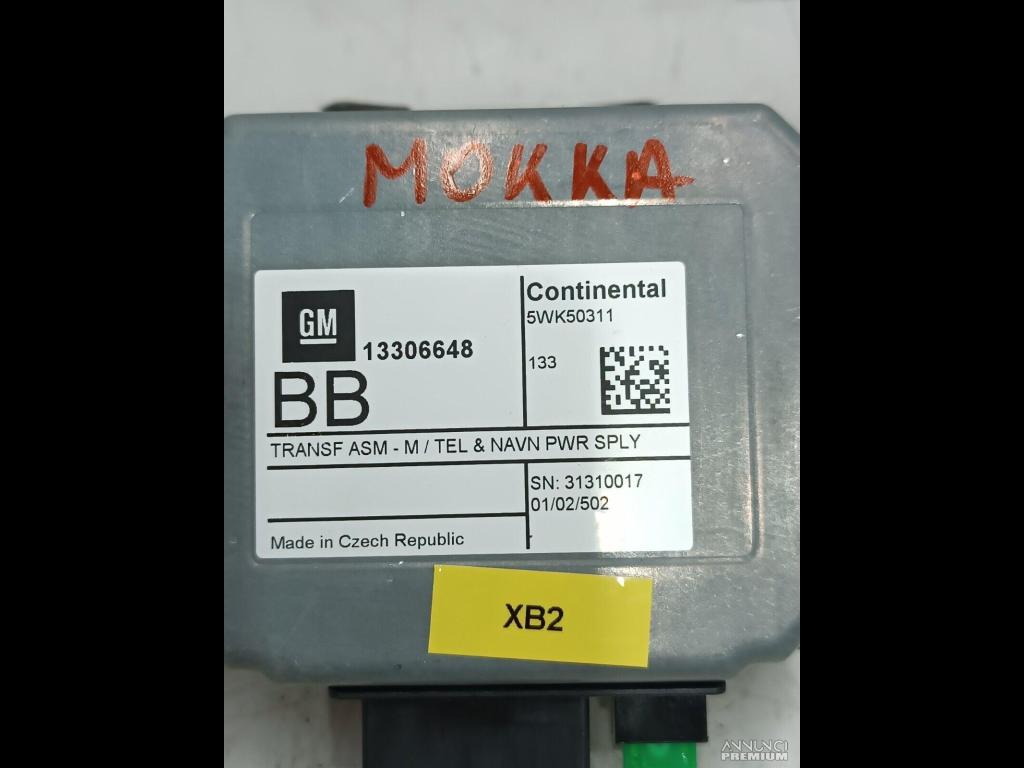 MOKKA
GM
13306648
BB
Continental
5WK50311
133
TRANSF ASM - M / TEL & NAVN PWR SPLY
SN: 31310017
01/02/502
Made in Czech Republic
XB2
ANNUNCI
PREMIUM